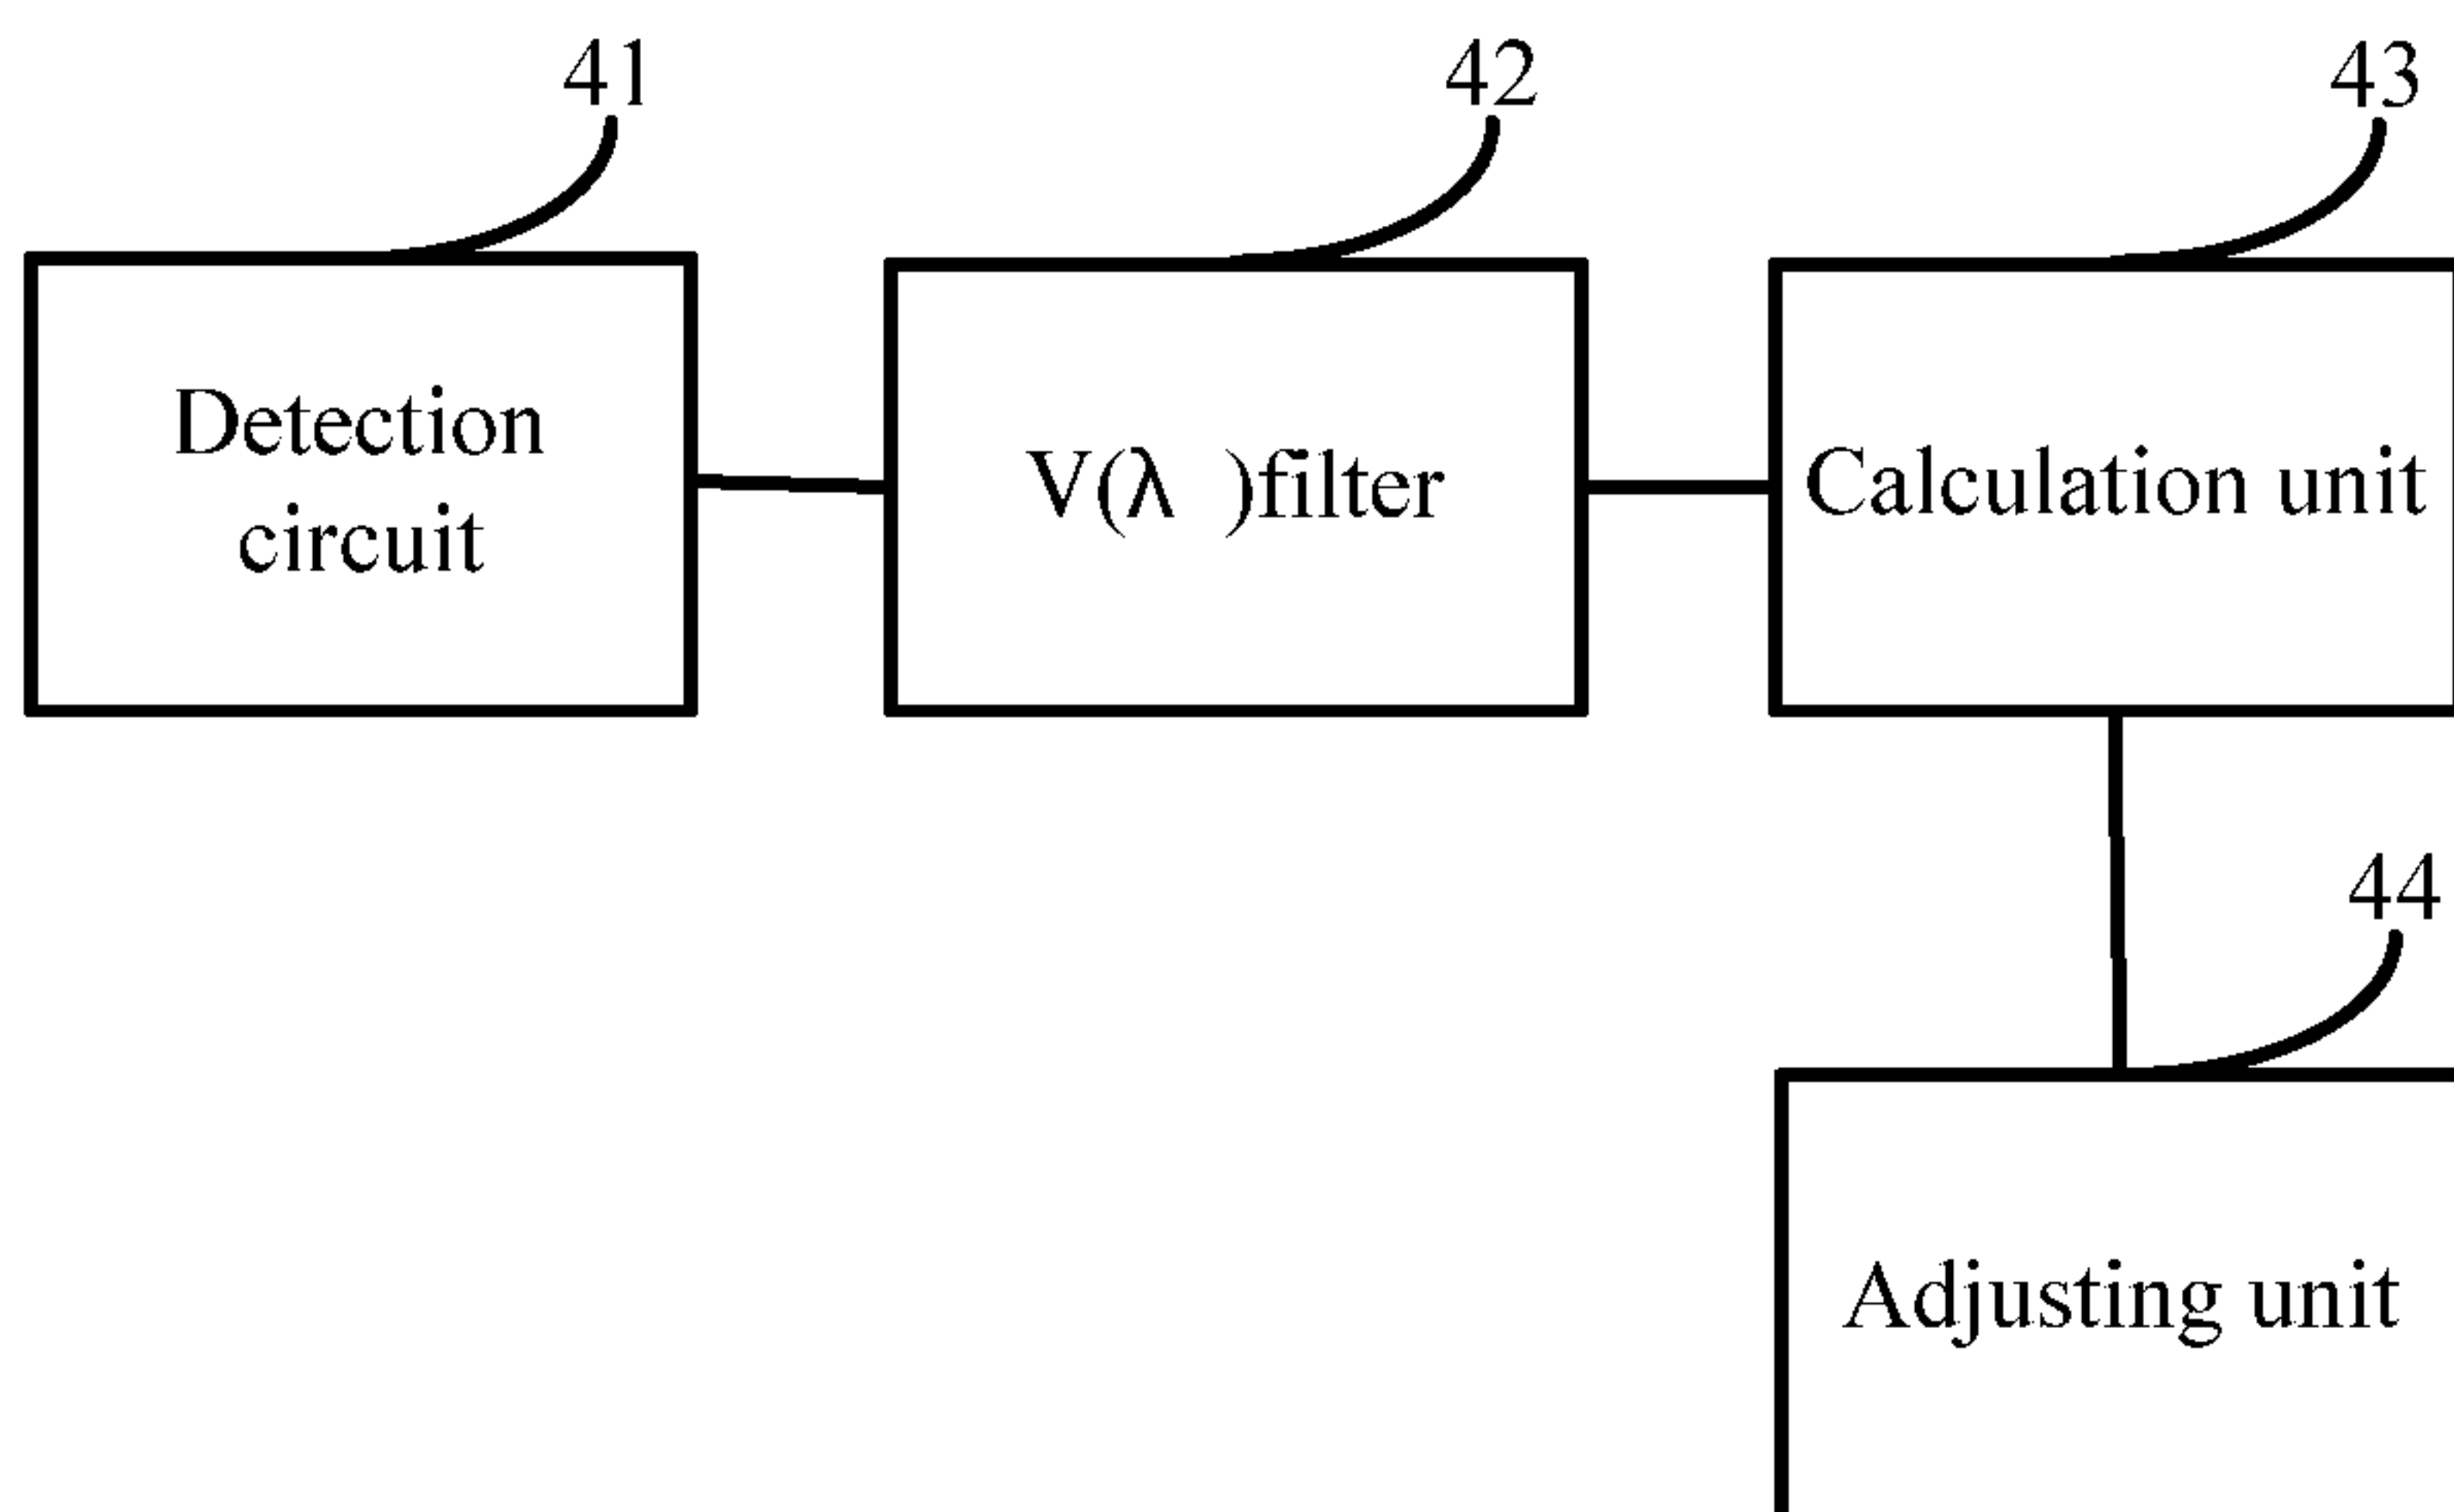 41
42
43
Detection
circuit
V(λ )filter
Calculation unit
44
Adjusting unit